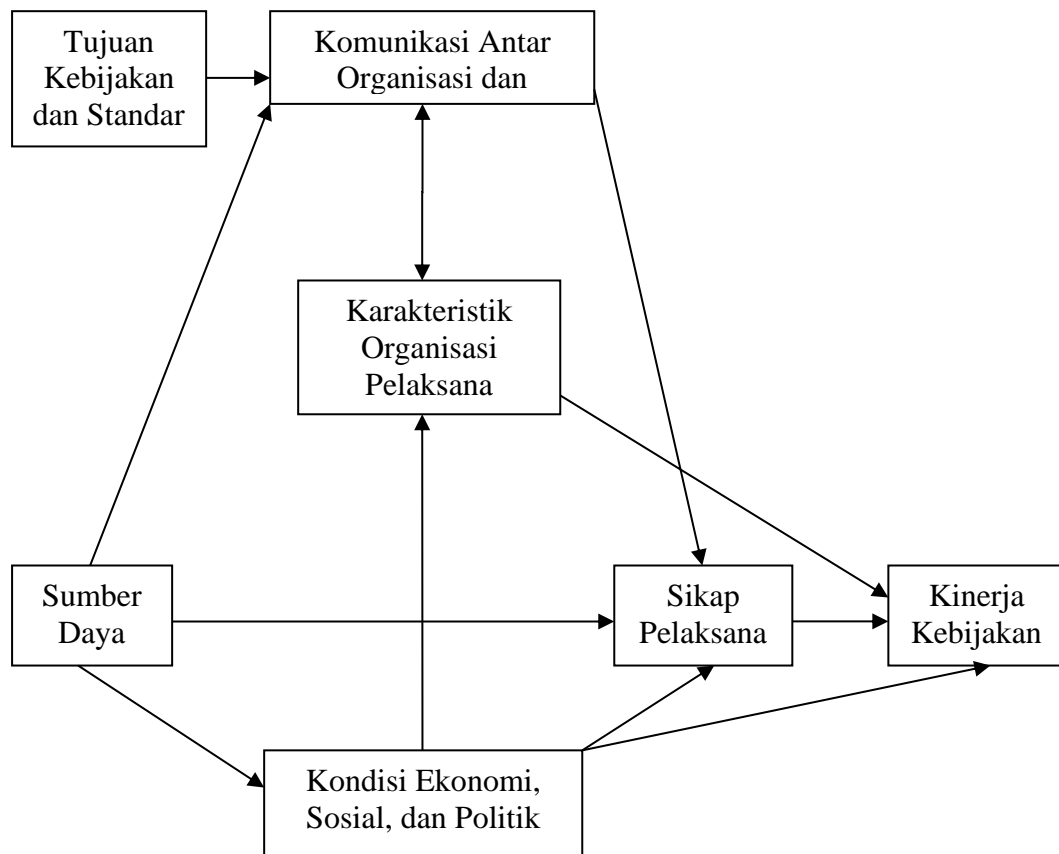 Tujuan
Kebijakan
dan Standar
Komunikasi Antar
Organisasi dan
Karakteristik
Organisasi
Pelaksana
Sumber
Daya
Sikap
Pelaksana
Kinerja
Kebijakan
Kondisi Ekonomi,
Sosial, dan Politik